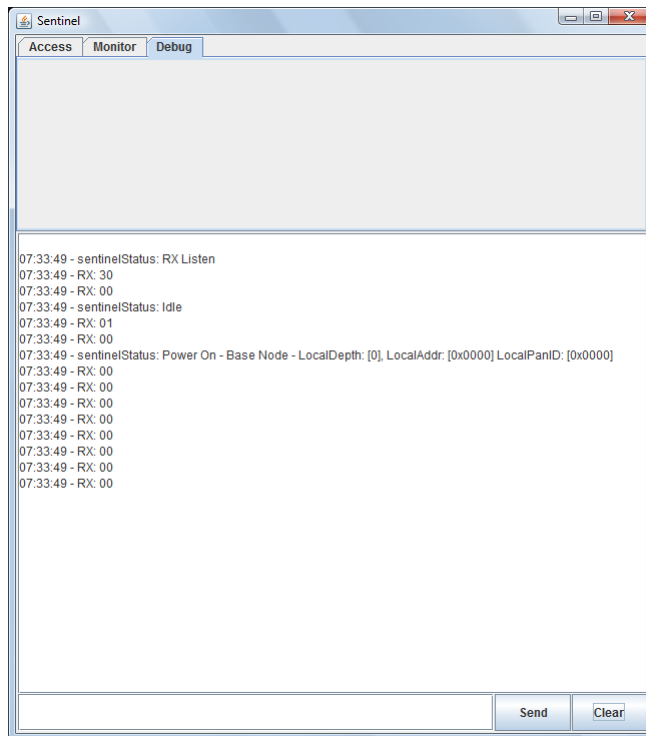 Sentinel
Access Monitor Debug
07:33:49 - sentinelStatus: RX Listen
07:33:49 - RX: 30
07:33:49 - RX: 00
07:33:49 - sentinelStatus: Idle
07:33:49 - RX: 01
07:33:49 - RX: 00
07:33:49 - sentinelStatus: Power On - Base Node - LocalDepth: [0], LocalAddr: [0x0000] LocalPanID: [0x0000]
07:33:49 - RX: 00
07:33:49 - RX: 00
07:33:49 - RX: 00
07:33:49 - RX: 00
07:33:49 - RX: 00
07:33:49 - RX: 00
07:33:49 - RX: 00
07:33:49 - RX: 00
Send Clear